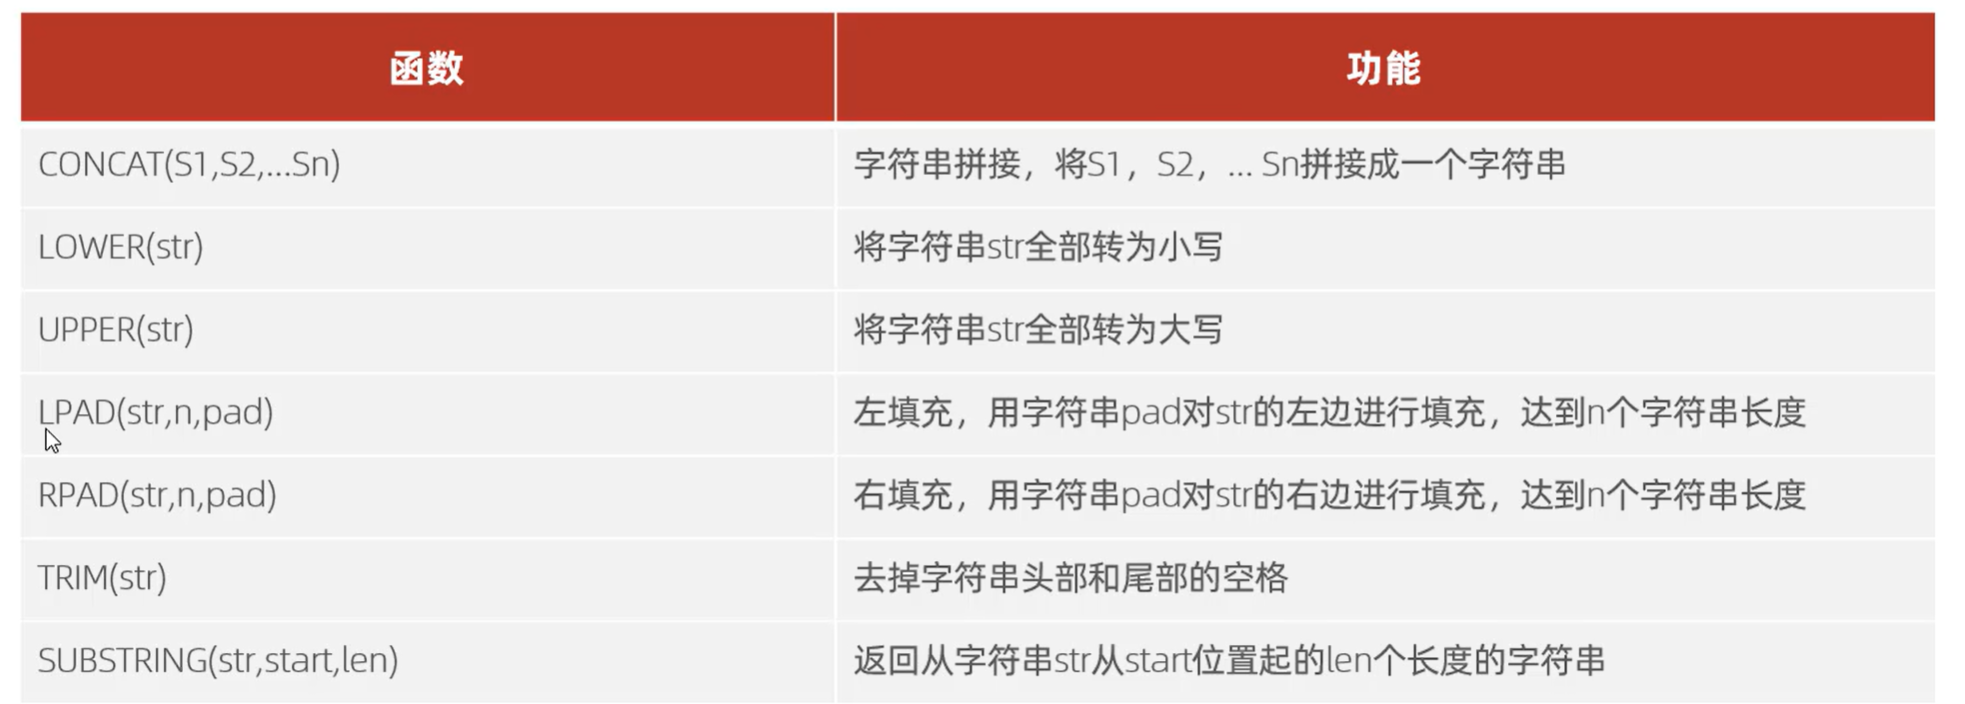 函数 功能
CONCAT(S1,S2,...Sn) 字符串拼接，将S1，S2，... Sn拼接成一个字符串
LOWER(str) 将字符串str全部转为小写
UPPER(str) 将字符串str全部转为大写
LPAD(str,n,pad) 左填充，用字符串pad对str的左边进行填充，达到n个字符串长度
RPAD(str,n,pad) 右填充，用字符串pad对str的右边进行填充，达到n个字符串长度
TRIM(str) 去掉字符串头部和尾部的空格
SUBSTRING(str,start,len) 返回从字符串str从start位置起的len个长度的字符串